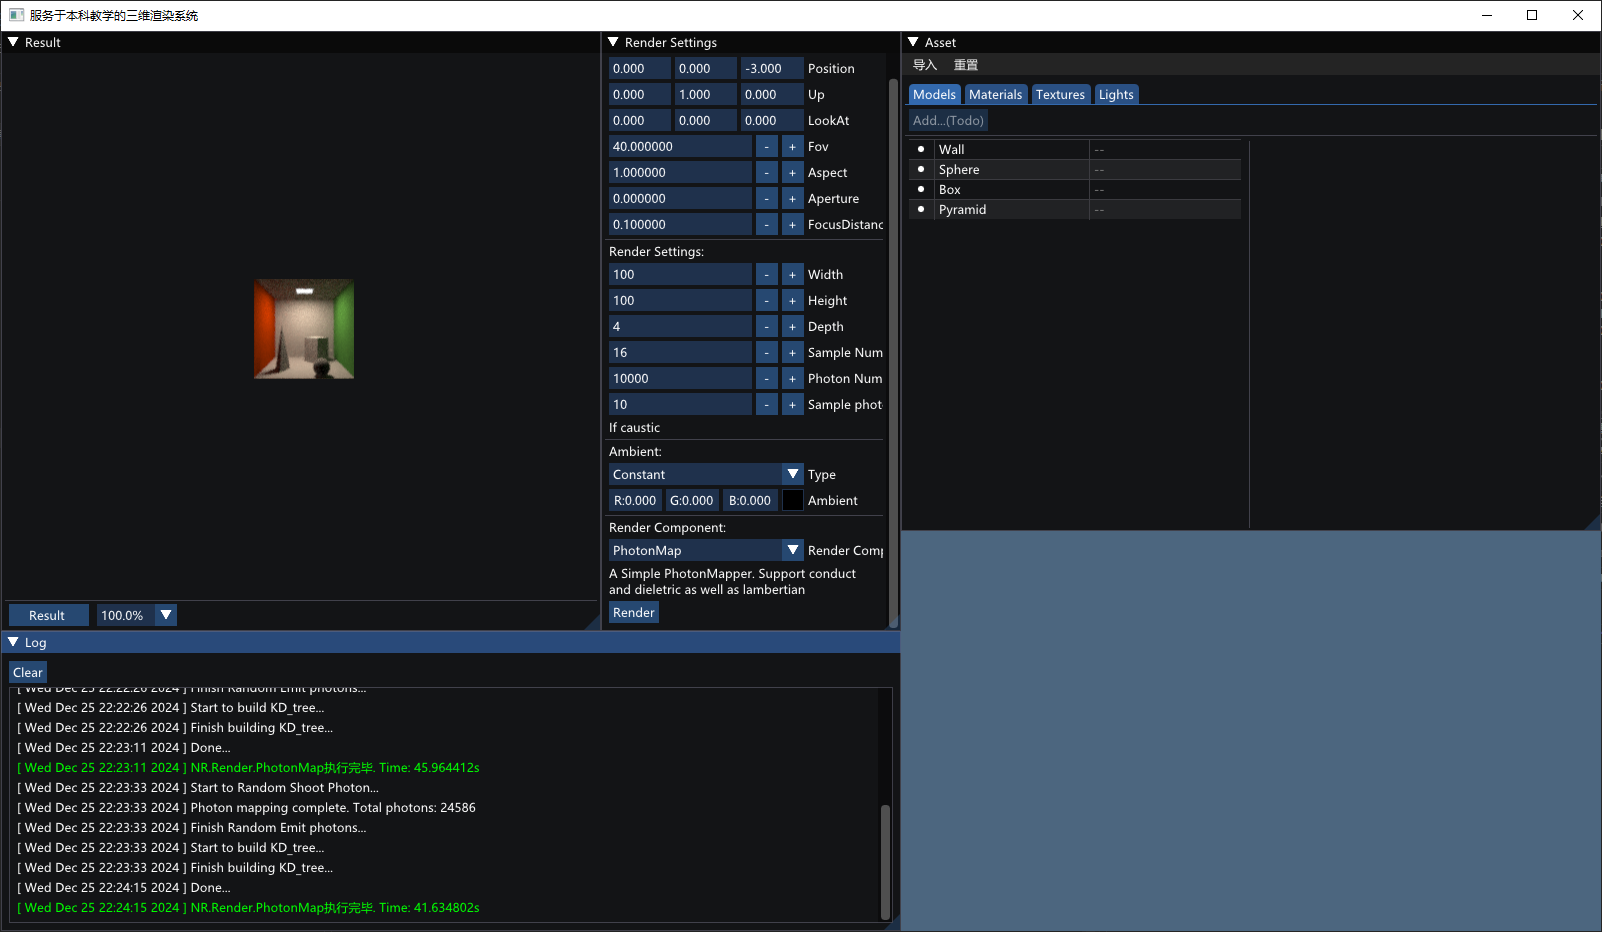 服务于本科教学的三维渲染系统
Result
Result 100.0%
Render Settings
0.000 0.000 -3.000 Position
0.000 1.000 0.000 Up
0.000 0.000 0.000 LookAt
40.000000 - + Fov
1.000000 - + Aspect
0.000000 - + Aperture
0.100000 - + FocusDistanc
Render Settings:
100 - + Width
100 - + Height
4 - + Depth
16 - + Sample Num
10000 - + Photon Num
10 - + Sample phot
If caustic
Ambient:
Constant Type
R:0.000 G:0.000 B:0.000 Ambient
Render Component:
PhotonMap Render Comp
A Simple PhotonMapper. Support conduct
and dieletric as well as lambertian
Render
Asset
导入 重置
Models Materials Textures Lights
Add...(Todo)
Wall --
Sphere --
Box --
Pyramid --
Log
Clear
[ Wed Dec 25 22:22:26 2024 ] Finish Random Emit photons...
[ Wed Dec 25 22:22:26 2024 ] Start to build KD_tree...
[ Wed Dec 25 22:22:26 2024 ] Finish building KD_tree...
[ Wed Dec 25 22:23:11 2024 ] Done...
[ Wed Dec 25 22:23:11 2024 ] NR.Render.PhotonMap执行完毕. Time: 45.964412s
[ Wed Dec 25 22:23:33 2024 ] Start to Random Shoot Photon...
[ Wed Dec 25 22:23:33 2024 ] Photon mapping complete. Total photons: 24586
[ Wed Dec 25 22:23:33 2024 ] Finish Random Emit photons...
[ Wed Dec 25 22:23:33 2024 ] Start to build KD_tree...
[ Wed Dec 25 22:23:33 2024 ] Finish building KD_tree...
[ Wed Dec 25 22:24:15 2024 ] Done...
[ Wed Dec 25 22:24:15 2024 ] NR.Render.PhotonMap执行完毕. Time: 41.634802s